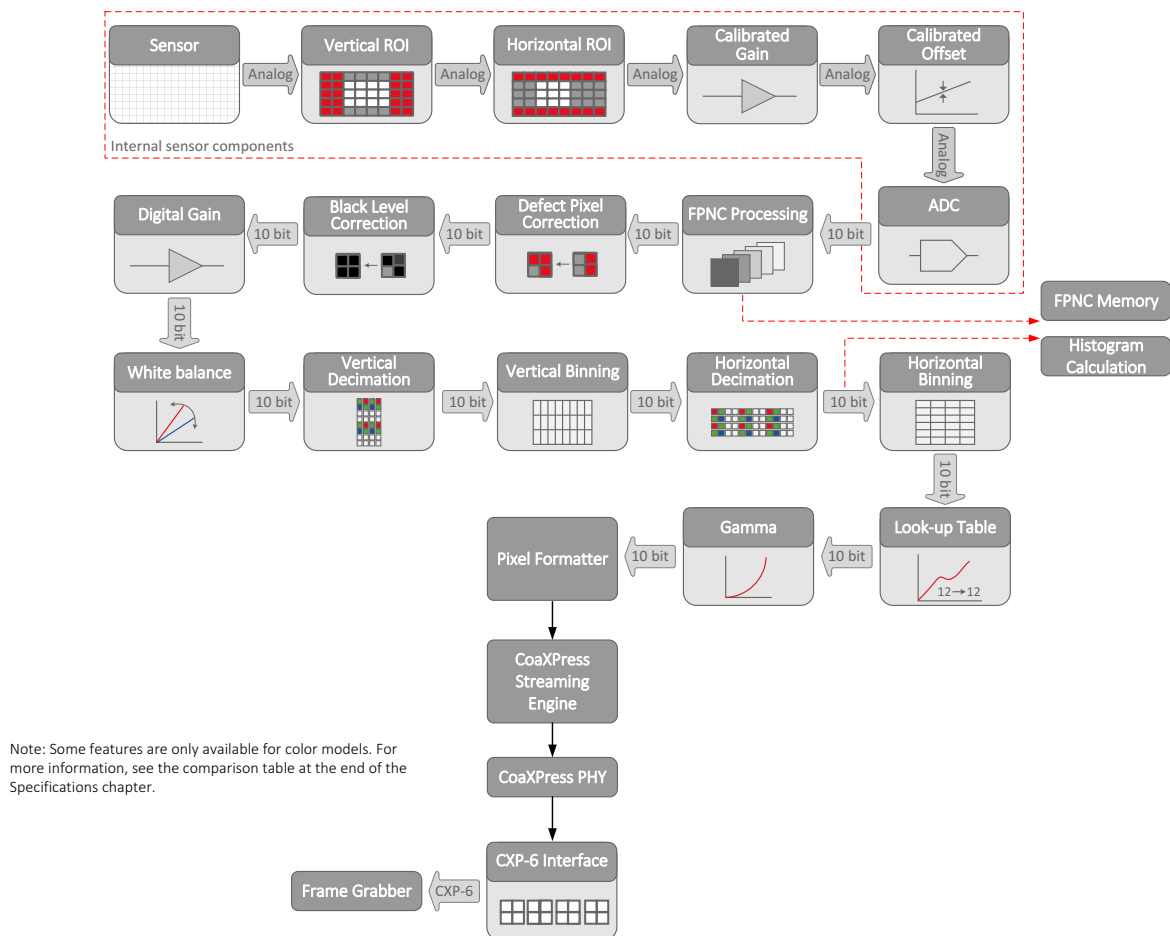 Sensor
Analog
Vertical ROI
Analog
Horizontal ROI
Analog
Calibrated
Gain
Analog
Calibrated
Offset
Internal sensor components
Analog
ADC
10 bit
FPNC Processing
10 bit
Defect Pixel
Correction
10 bit
Black Level
Correction
10 bit
Digital Gain
10 bit
FPNC Memory
Histogram
Calculation
White balance
10 bit
Vertical
Decimation
10 bit
Vertical Binning
10 bit
Horizontal
Decimation
10 bit
Horizontal
Binning
10 bit
Look-up Table
12→12
10 bit
Gamma
10 bit
Pixel Formatter
CoaXPress
Streaming
Engine
Note: Some features are only available for color models. For
more information, see the comparison table at the end of the
Specifications chapter.
CoaXPress PHY
CXP-6 Interface
CXP-6
Frame Grabber